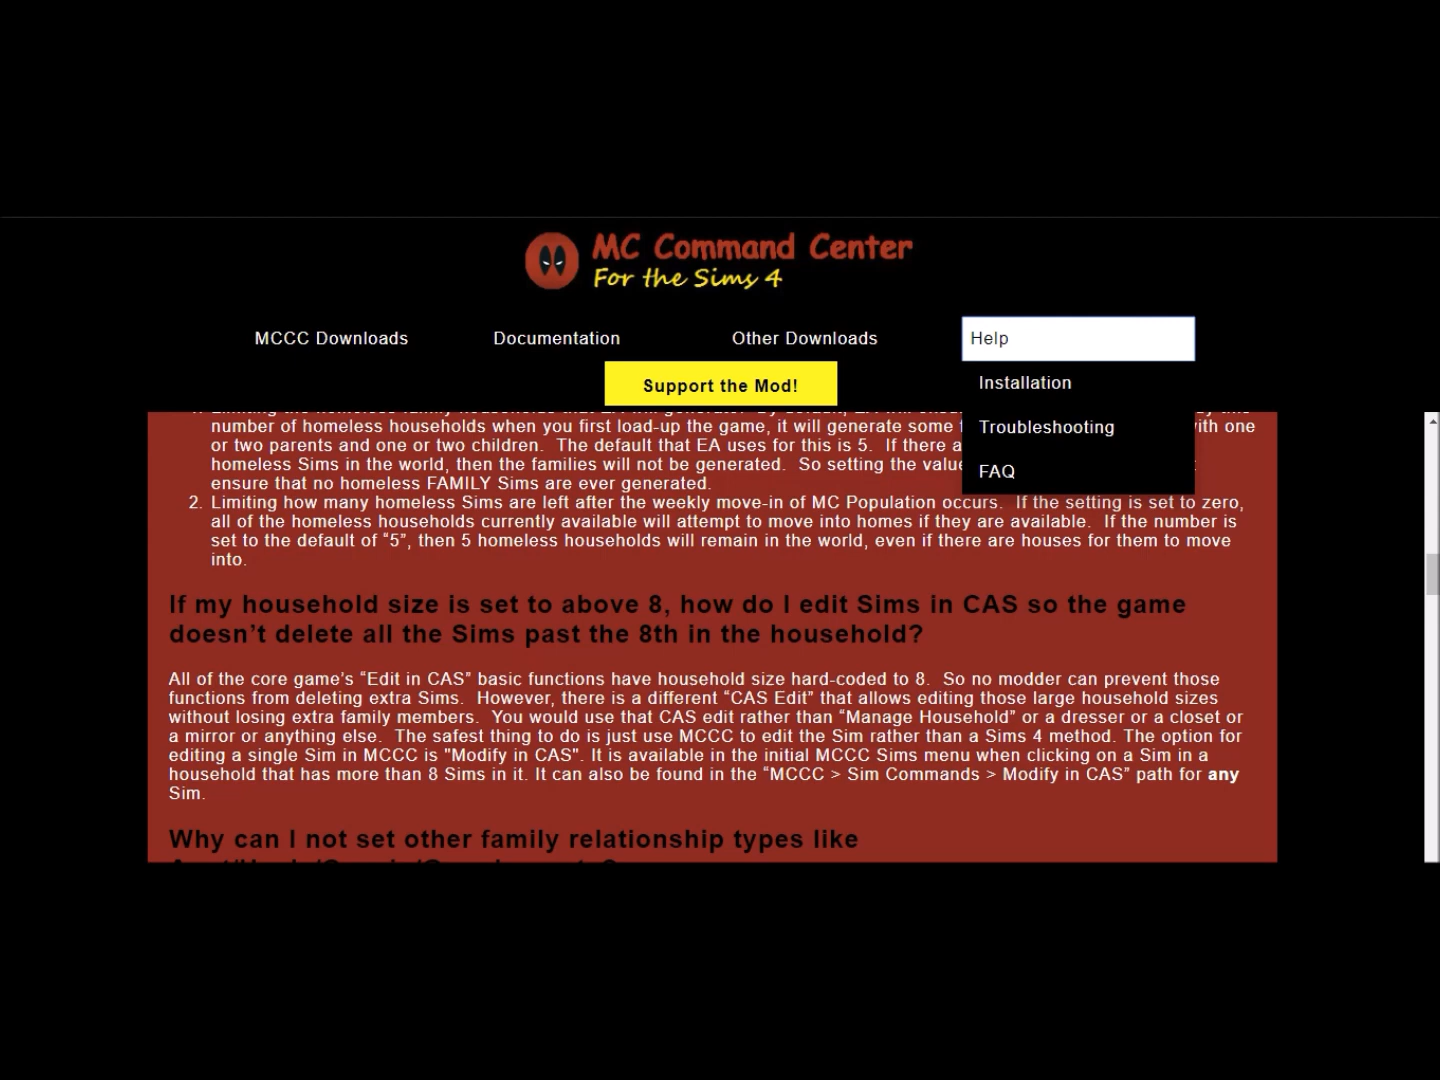 MC Command Center
For the Sims 4
MCCC Downloads
Documentation
Other Downloads
Help
Support the Mod!
Installation
Troubleshooting
FAQ
number of homeless households when you first load-up the game, it will generate some ith one
or two parents and one or two children. The default that EA uses for this is 5. If there a
homeless Sims in the world, then the families will not be generated. So setting the value
ensure that no homeless FAMILY Sims are ever generated.
2. Limiting how many homeless Sims are left after the weekly move-in of MC Population occurs. If the setting is set to zero,
all of the homeless households currently available will attempt to move into homes if they are available. If the number is
set to the default of “5”, then 5 homeless households will remain in the world, even if there are houses for them to move
into.
If my household size is set to above 8, how do I edit Sims in CAS so the game
doesn’t delete all the Sims past the 8th in the household?
All of the core game’s “Edit in CAS” basic functions have household size hard-coded to 8. So no modder can prevent those
functions from deleting extra Sims. However, there is a different “CAS Edit” that allows editing those large household sizes
without losing extra family members. You would use that CAS edit rather than “Manage Household” or a dresser or a closet or
a mirror or anything else. The safest thing to do is just use MCCC to edit the Sim rather than a Sims 4 method. The option for
editing a single Sim in MCCC is "Modify in CAS". It is available in the initial MCCC Sims menu when clicking on a Sim in a
household that has more than 8 Sims in it. It can also be found in the “MCCC > Sim Commands > Modify in CAS” path for any
Sim.
Why can I not set other family relationship types like